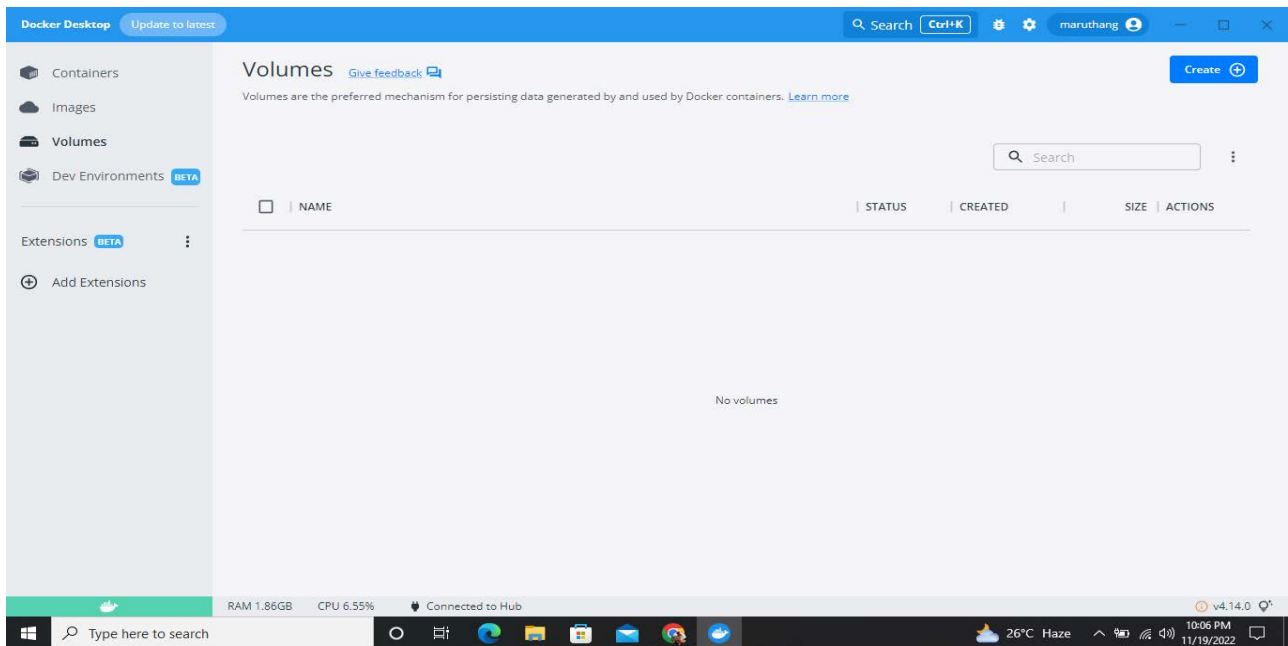 Docker Desktop Update to latest Search Ctrl+K maruthang
Containers
Images
Volumes
Dev Environments BETA
Extensions BETA
Add Extensions
Volumes Give feedback
Create
Volumes are the preferred mechanism for persisting data generated by and used by Docker containers. Learn more
Search
NAME STATUS CREATED SIZE ACTIONS
No volumes
RAM 1.86GB CPU 6.55% Connected to Hub v4.14.0
Type here to search 26°C Haze 10:06 PM
11/19/2022